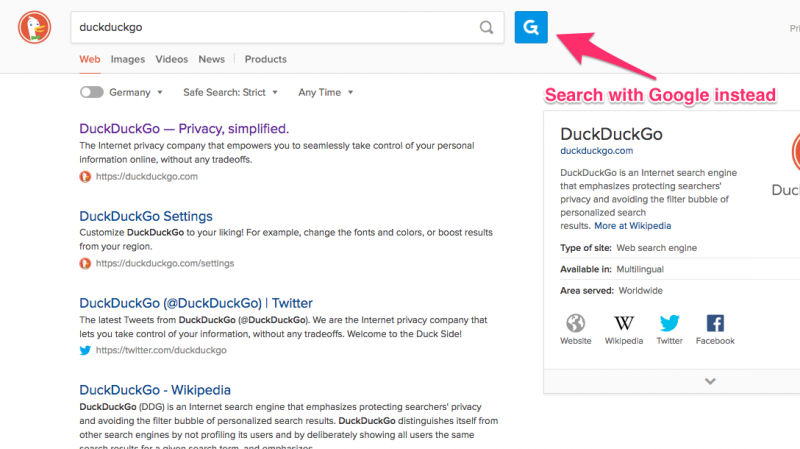 duckduckgo
G
Pri
Web Images Videos News Products
Search with Google instead
Germany Safe Search: Strict Any Time
DuckDuckGo — Privacy, simplified.
The Internet privacy company that empowers you to seamlessly take control of your personal
information online, without any tradeoffs.
https://duckduckgo.com
DuckDuckGo Settings
Customize DuckDuckGo to your liking! For example, change the fonts and colors, or boost results
from your region.
https://duckduckgo.com/settings
DuckDuckGo (@DuckDuckGo) | Twitter
The latest Tweets from DuckDuckGo (@DuckDuckGo). We are the Internet privacy company that
lets you take control of your information, without any tradeoffs. Welcome to the Duck Side!
https://twitter.com/duckduckgo
DuckDuckGo - Wikipedia
DuckDuckGo (DDG) is an Internet search engine that emphasizes protecting searchers' privacy
and avoiding the filter bubble of personalized search results. DuckDuckGo distinguishes itself from
other search engines by not profiling its users and by deliberately showing all users the same
search results for a given search term, and emphasizes
DuckDuckGo
duckduckgo.com
DuckDuckGo is an Internet search engine
that emphasizes protecting searchers'
privacy and avoiding the filter bubble of
personalized search
results. More at Wikipedia
DuckD
Type of site: Web search engine
Available in: Multilingual
Area served: Worldwide
W
Website Wikipedia Twitter Facebook